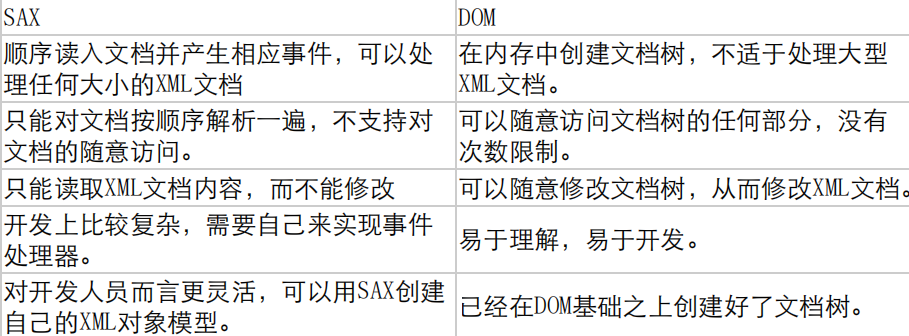 SAX
DOM
顺序读入文档并产生相应事件，可以处
理任何大小的XML文档
在内存中创建文档树，不适于处理大型
XML文档。
只能对文档按顺序解析一遍，不支持对
文档的随意访问。
可以随意访问文档树的任何部分，没有
次数限制。
只能读取XML文档内容，而不能修改
可以随意修改文档树，从而修改XML文档。
开发上比较复杂，需要自己来实现事件
处理器。
易于理解，易于开发。
对开发人员而言更灵活，可以用SAX创建
自己的XML对象模型。
已经在DOM基础之上创建好了文档树。